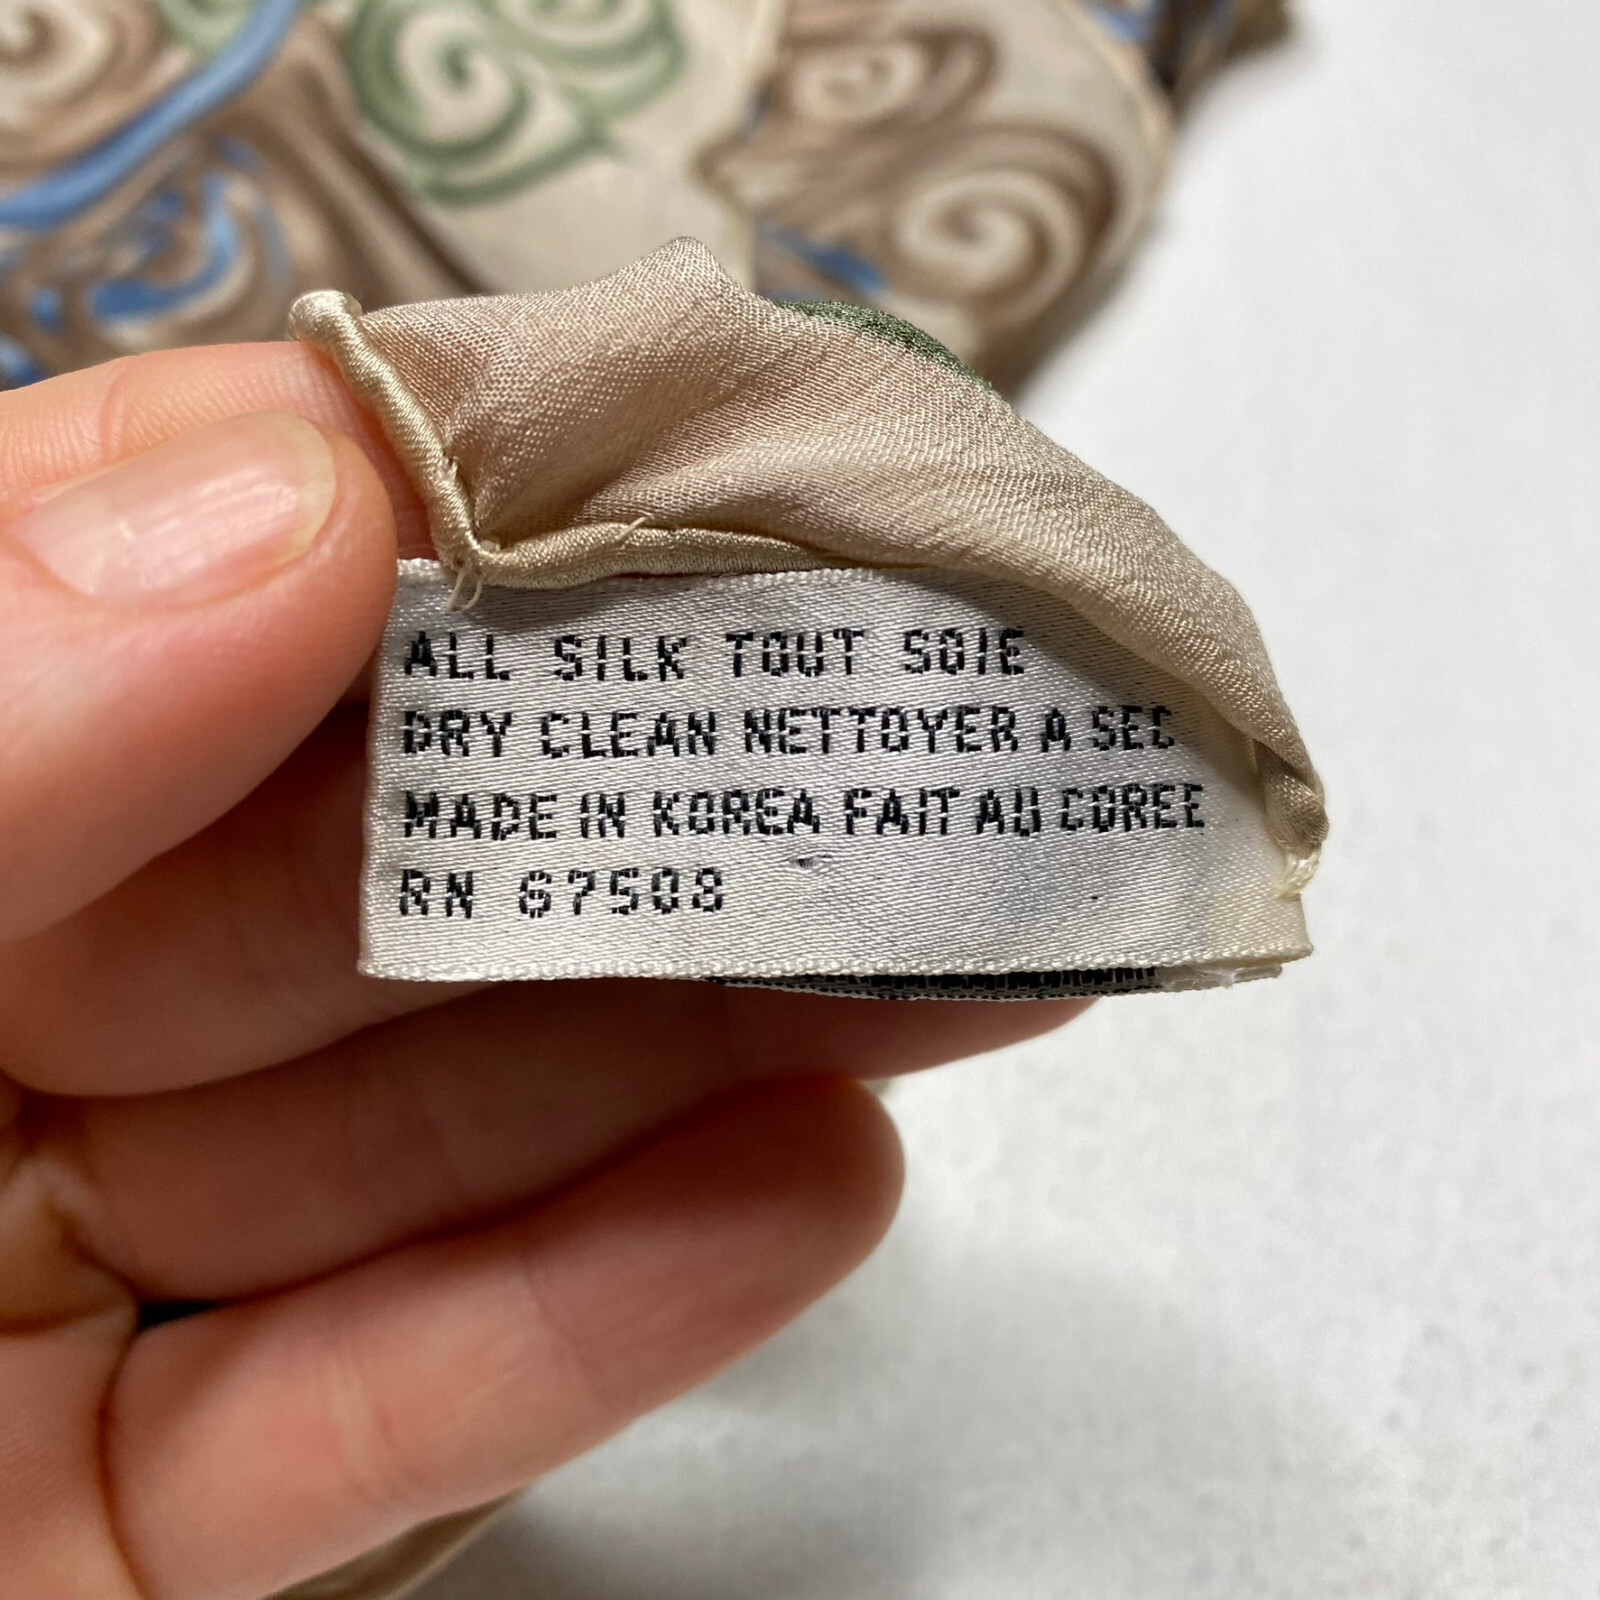 ALL SILK TOUT SOIE
DRY CLEAN NETTOYER A SEC
MADE IN KOREA FAIT AU COREE
RN 67508